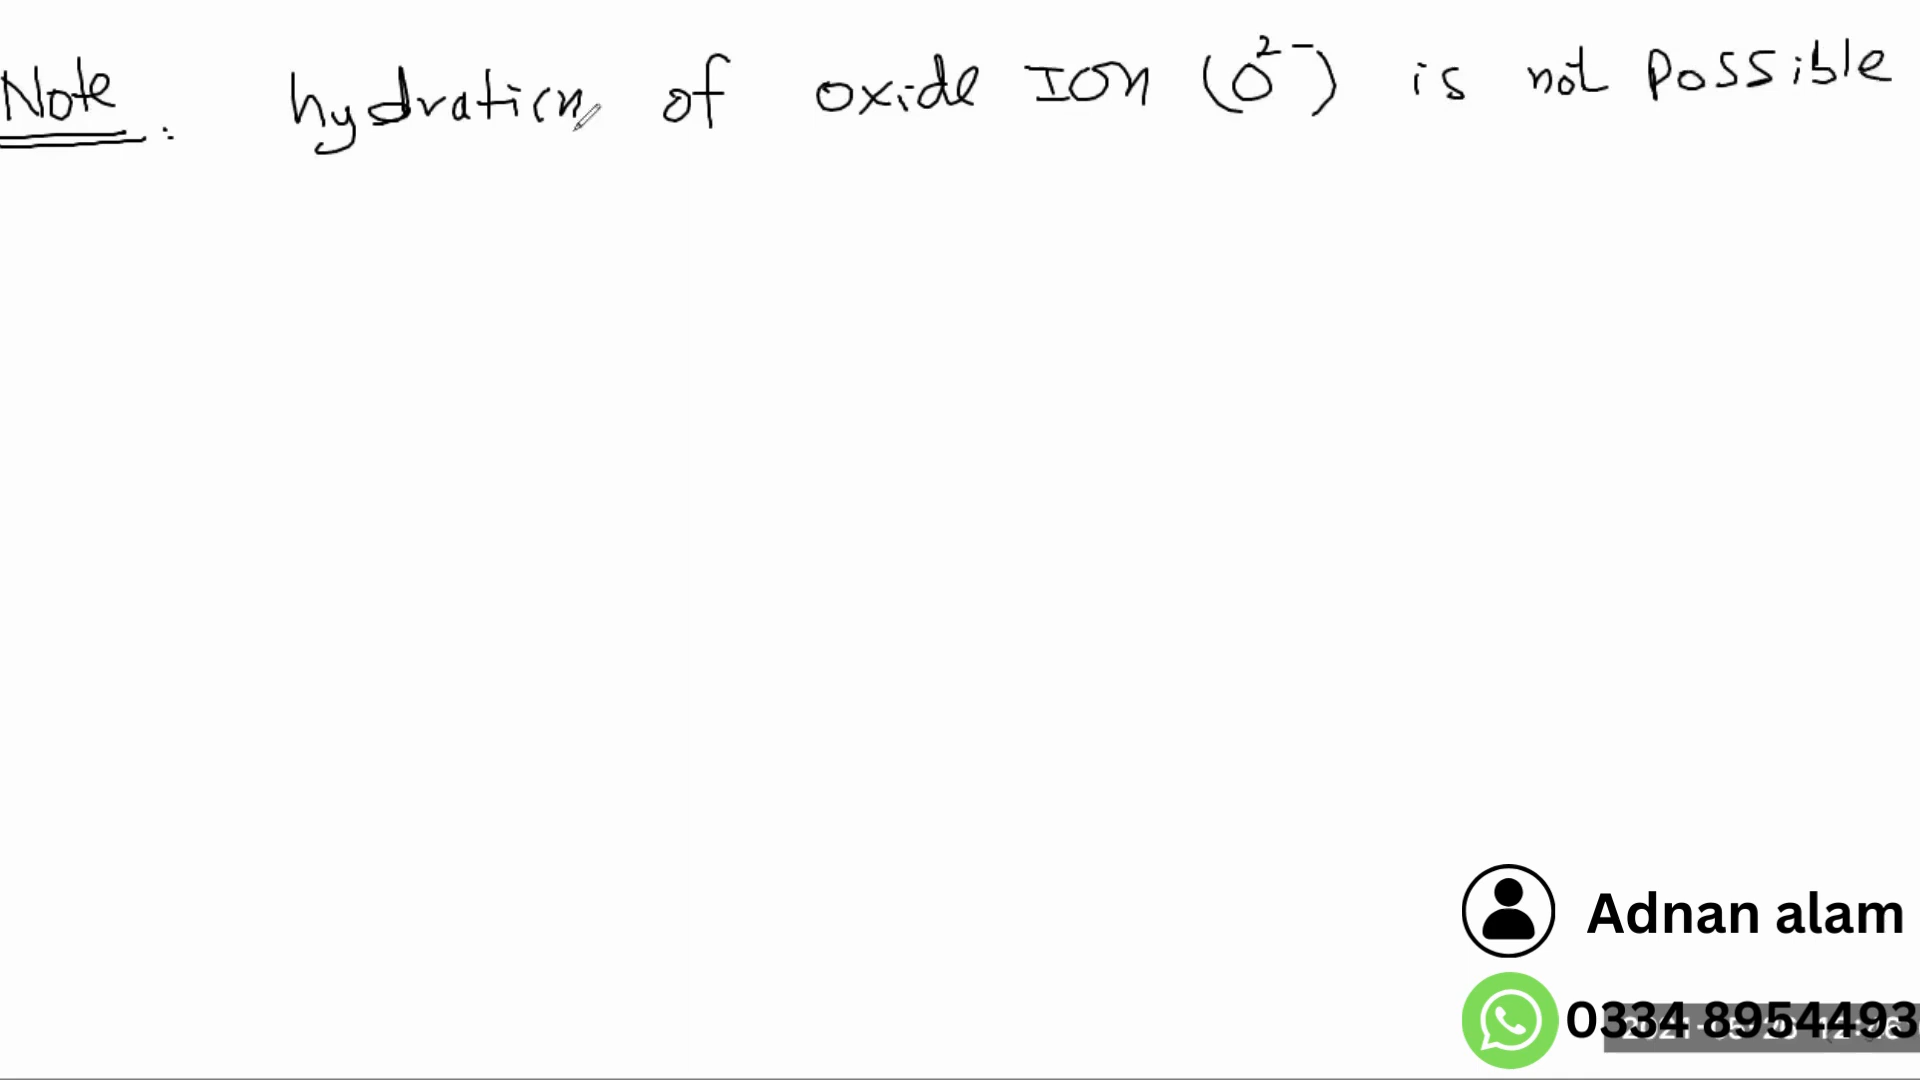 Note: hydration of oxide Ion (O²⁻) is not possible
Adnan alam
0334 8954493